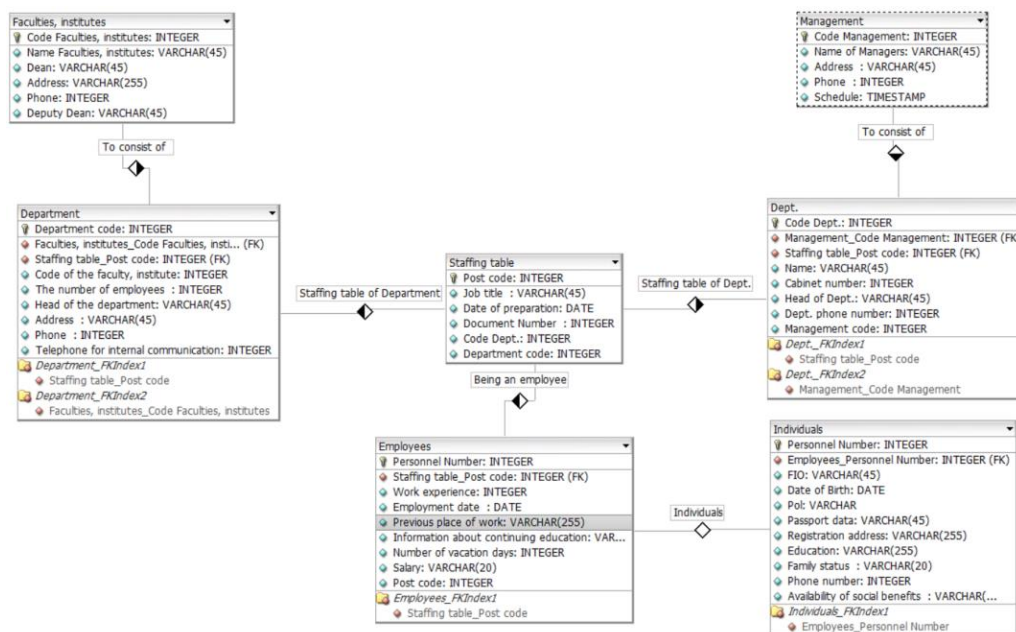 Faculties, institutes
Code Faculties, institutes: INTEGER
Name Faculties, institutes: VARCHAR(45)
Dean: VARCHAR(45)
Address: VARCHAR(255)
Phone: INTEGER
Deputy Dean: VARCHAR(45)
Management
Code Management: INTEGER
Name of Managers: VARCHAR(45)
Address : VARCHAR(45)
Phone : INTEGER
Schedule: TIMESTAMP
To consist of
To consist of
Department
Department code: INTEGER
Faculties, institutes_Code Faculties, insti... (FK)
Staffing table_Post code: INTEGER (FK)
Code of the faculty, institute: INTEGER
The number of employees : INTEGER
Head of the department: VARCHAR(45)
Address : VARCHAR(45)
Phone : INTEGER
Telephone for internal communication: INTEGER
Department_FKIndex1
Staffing table_Post code
Department_FKIndex2
Faculties, institutes_Code Faculties, institutes
Staffing table of Department
Staffing table
Post code: INTEGER
Job title : VARCHAR(45)
Date of preparation: DATE
Document Number : INTEGER
Code Dept.: INTEGER
Department code: INTEGER
Staffing table of Dept.
Dept.
Code Dept.: INTEGER
Management_Code Management: INTEGER (FK
Staffing table_Post code: INTEGER (FK)
Name: VARCHAR(45)
Cabinet number: INTEGER
Head of Dept.: VARCHAR(45)
Dept. phone number: INTEGER
Management code: INTEGER
Dept._FKIndex1
Staffing table_Post code
Dept._FKIndex2
Management_Code Management
Being an employee
Employees
Personnel Number: INTEGER
Staffing table_Post code: INTEGER (FK)
Work experience: INTEGER
Employment date : DATE
Previous place of work: VARCHAR(255)
Information about continuing education: VAR...
Number of vacation days: INTEGER
Salary: VARCHAR(20)
Post code: INTEGER
Employees_FKIndex1
Staffing table_Post code
Individuals
Individuals
Personnel Number: INTEGER
Employees_Personnel Number: INTEGER (FK)
FIO: VARCHAR(45)
Date of Birth: DATE
Pol: VARCHAR
Passport data: VARCHAR(45)
Registration address: VARCHAR(255)
Education: VARCHAR(255)
Family status : VARCHAR(20)
Phone number: INTEGER
Availability of social benefits : VARCHAR(...
Individuals_FKIndex1
Employees_Personnel Number